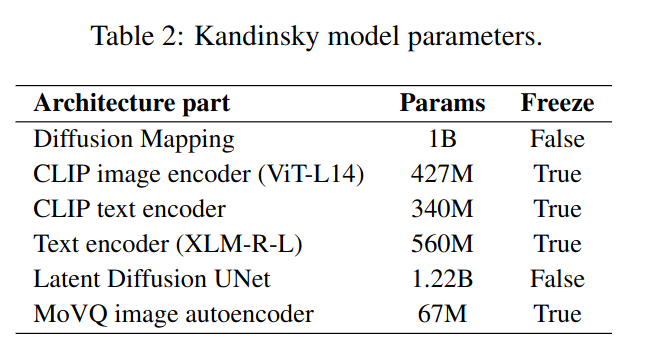 Table 2: Kandinsky model parameters.
Architecture part Params Freeze
Diffusion Mapping 1B False
CLIP image encoder (ViT-L14) 427M True
CLIP text encoder 340M True
Text encoder (XLM-R-L) 560M True
Latent Diffusion UNet 1.22B False
MoVQ image autoencoder 67M True